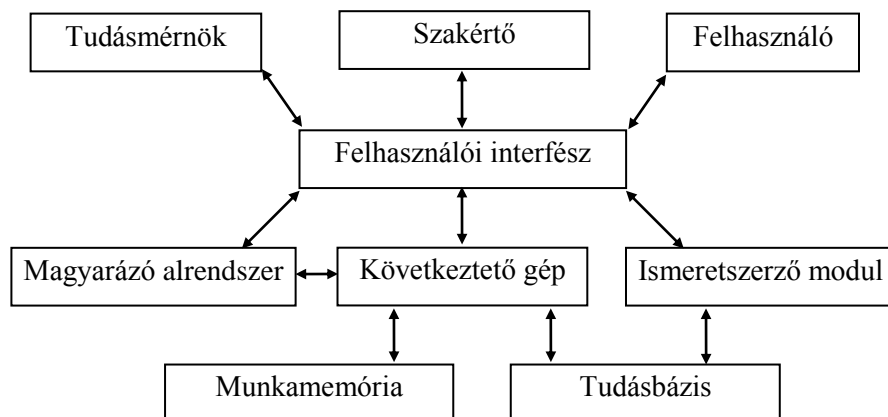 Tudásmérnök
Szakértő
Felhasználó
Felhasználói interfész
Magyarázó alrendszer
Következtető gép
Ismeretszerző modul
Munkamemória
Tudásbázis